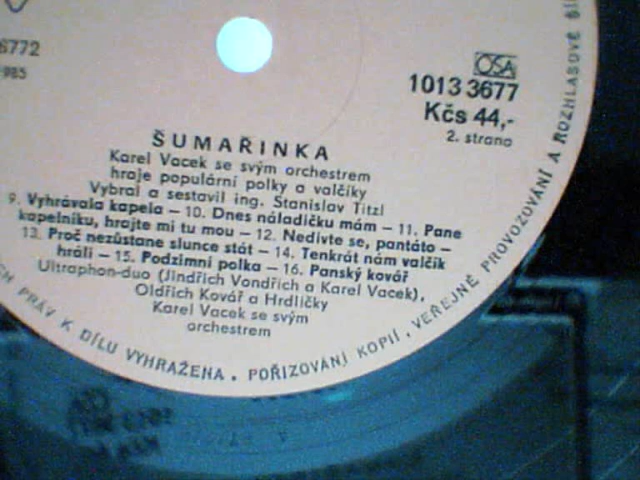 6772
1985
OSA
1013 3677
Kčs 44,-
2. strana
ŠUMAŘINKA
Karel Vacek se svým orchestrem
hraje populární polky a valčíky
Vybral a sestavil ing. Stanislav Titzl
9. Vyhrávala kapela – 10. Dnes náladičku mám – 11. Pane
kapelníku, hrajte mi tu mou – 12. Nedivte se, pantáto –
13. Proč nezůstane slunce stát – 14. Tenkrát nám valčík
hráli – 15. Podzimní polka – 16. Panský kovář
Ultraphon-duo (Jindřich Vondřich a Karel Vacek),
Oldřich Kovář a Hrdličky
Karel Vacek se svým
orchestrem
CH PRÁV K DÍLU VYHRAŽENA. POŘIZOVÁNÍ KOPIÍ, VEŘEJNÉ PROVOZOVÁNÍ A ROZHLASOVÉ ŠÍ